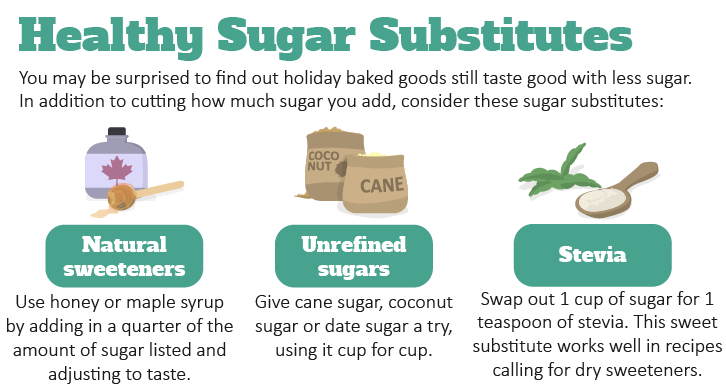 Healthy Sugar Substitutes
You may be surprised to find out holiday baked goods still taste good with less sugar.
In addition to cutting how much sugar you add, consider these sugar substitutes:
COCO
NUT
CANE
Natural
sweeteners
Use honey or maple syrup
by adding in a quarter of the
amount of sugar listed and
adjusting to taste.
Unrefined
sugars
Give cane sugar, coconut
sugar or date sugar a try,
using it cup for cup.
Stevia
Swap out 1 cup of sugar for 1
teaspoon of stevia. This sweet
substitute works well in recipes
calling for dry sweeteners.